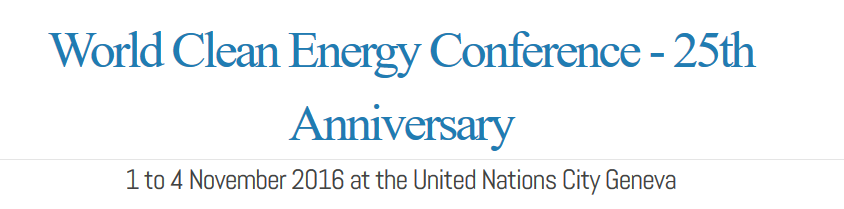 World Clean Energy Conference - 25th
Anniversary
1 to 4 November 2016 at the United Nations City Geneva